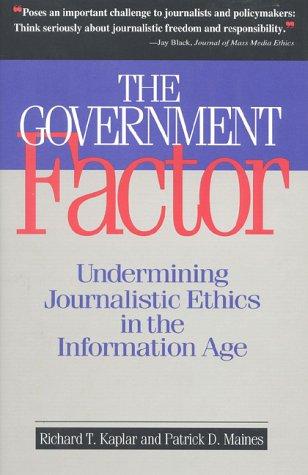 ❝Poses an important challenge to journalists and policymakers:
Think seriously about journalistic freedom and responsibility.❞
—Jay Black, Journal of Mass Media Ethics
THE
GOVERNMENT
Factor
Undermining
Journalistic Ethics
in the
Information Age
Richard T. Kaplar and Patrick D. Maines